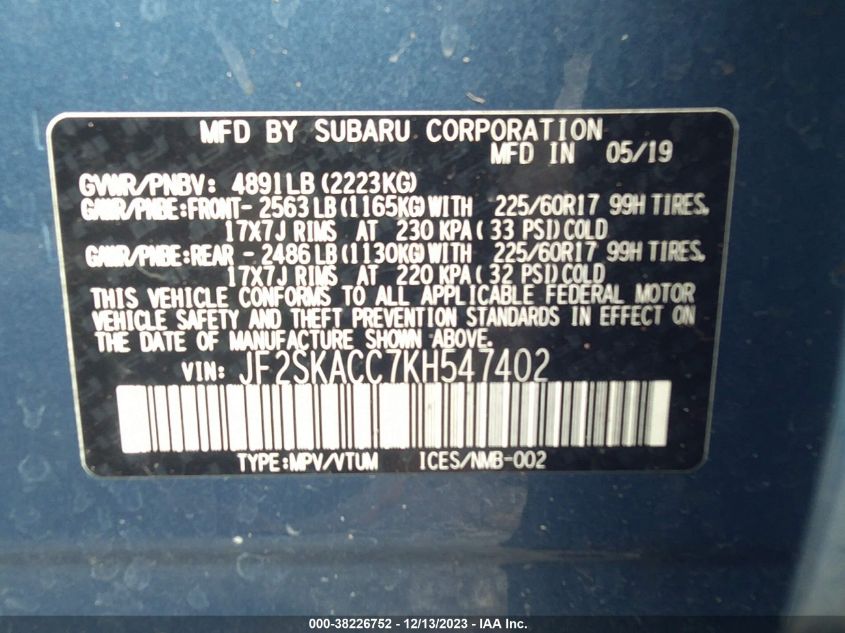 MFD BY SUBARU CORPORATION
MFD IN 05/19
GVWR/PNBV: 4891LB (2223KG)
GAWR/PNBE:FRONT- 2563LB(1165KG)WITH 225/60R17 99H TIRES,
17X7J RIMS AT 230 KPA( 33 PSI)COLD
GAWR/PNBE:REAR - 2486LB(1130KG)WITH 225/60R17 99H TIRES,
17X7J RIMS AT 220 KPA( 32 PSI)COLD
THIS VEHICLE CONFORMS TO ALL APPLICABLE FEDERAL MOTOR
VEHICLE SAFETY AND THEFT PREVENTION STANDARDS IN EFFECT ON
THE DATE OF MANUFACTURE SHOWN ABOVE.
VIN: JF2SKACC7KH547402
TYPE:MPV/VTUM ICES/NMB-002
000-38226752 - 12/13/2023 - IAA Inc.